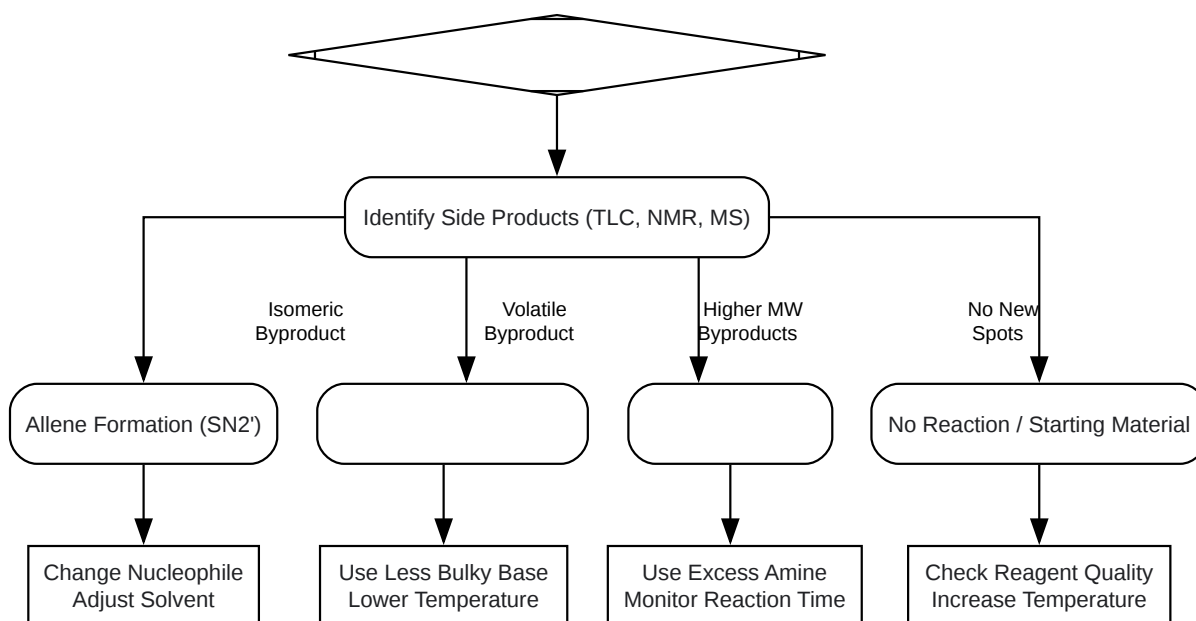 Identify Side Products (TLC, NMR, MS)
Isomeric
Byproduct
Volatile
Byproduct
Higher MW
Byproducts
No New
Spots
Allene Formation (SN2')
No Reaction / Starting Material
Change Nucleophile
Adjust Solvent
Use Less Bulky Base
Lower Temperature
Use Excess Amine
Monitor Reaction Time
Check Reagent Quality
Increase Temperature